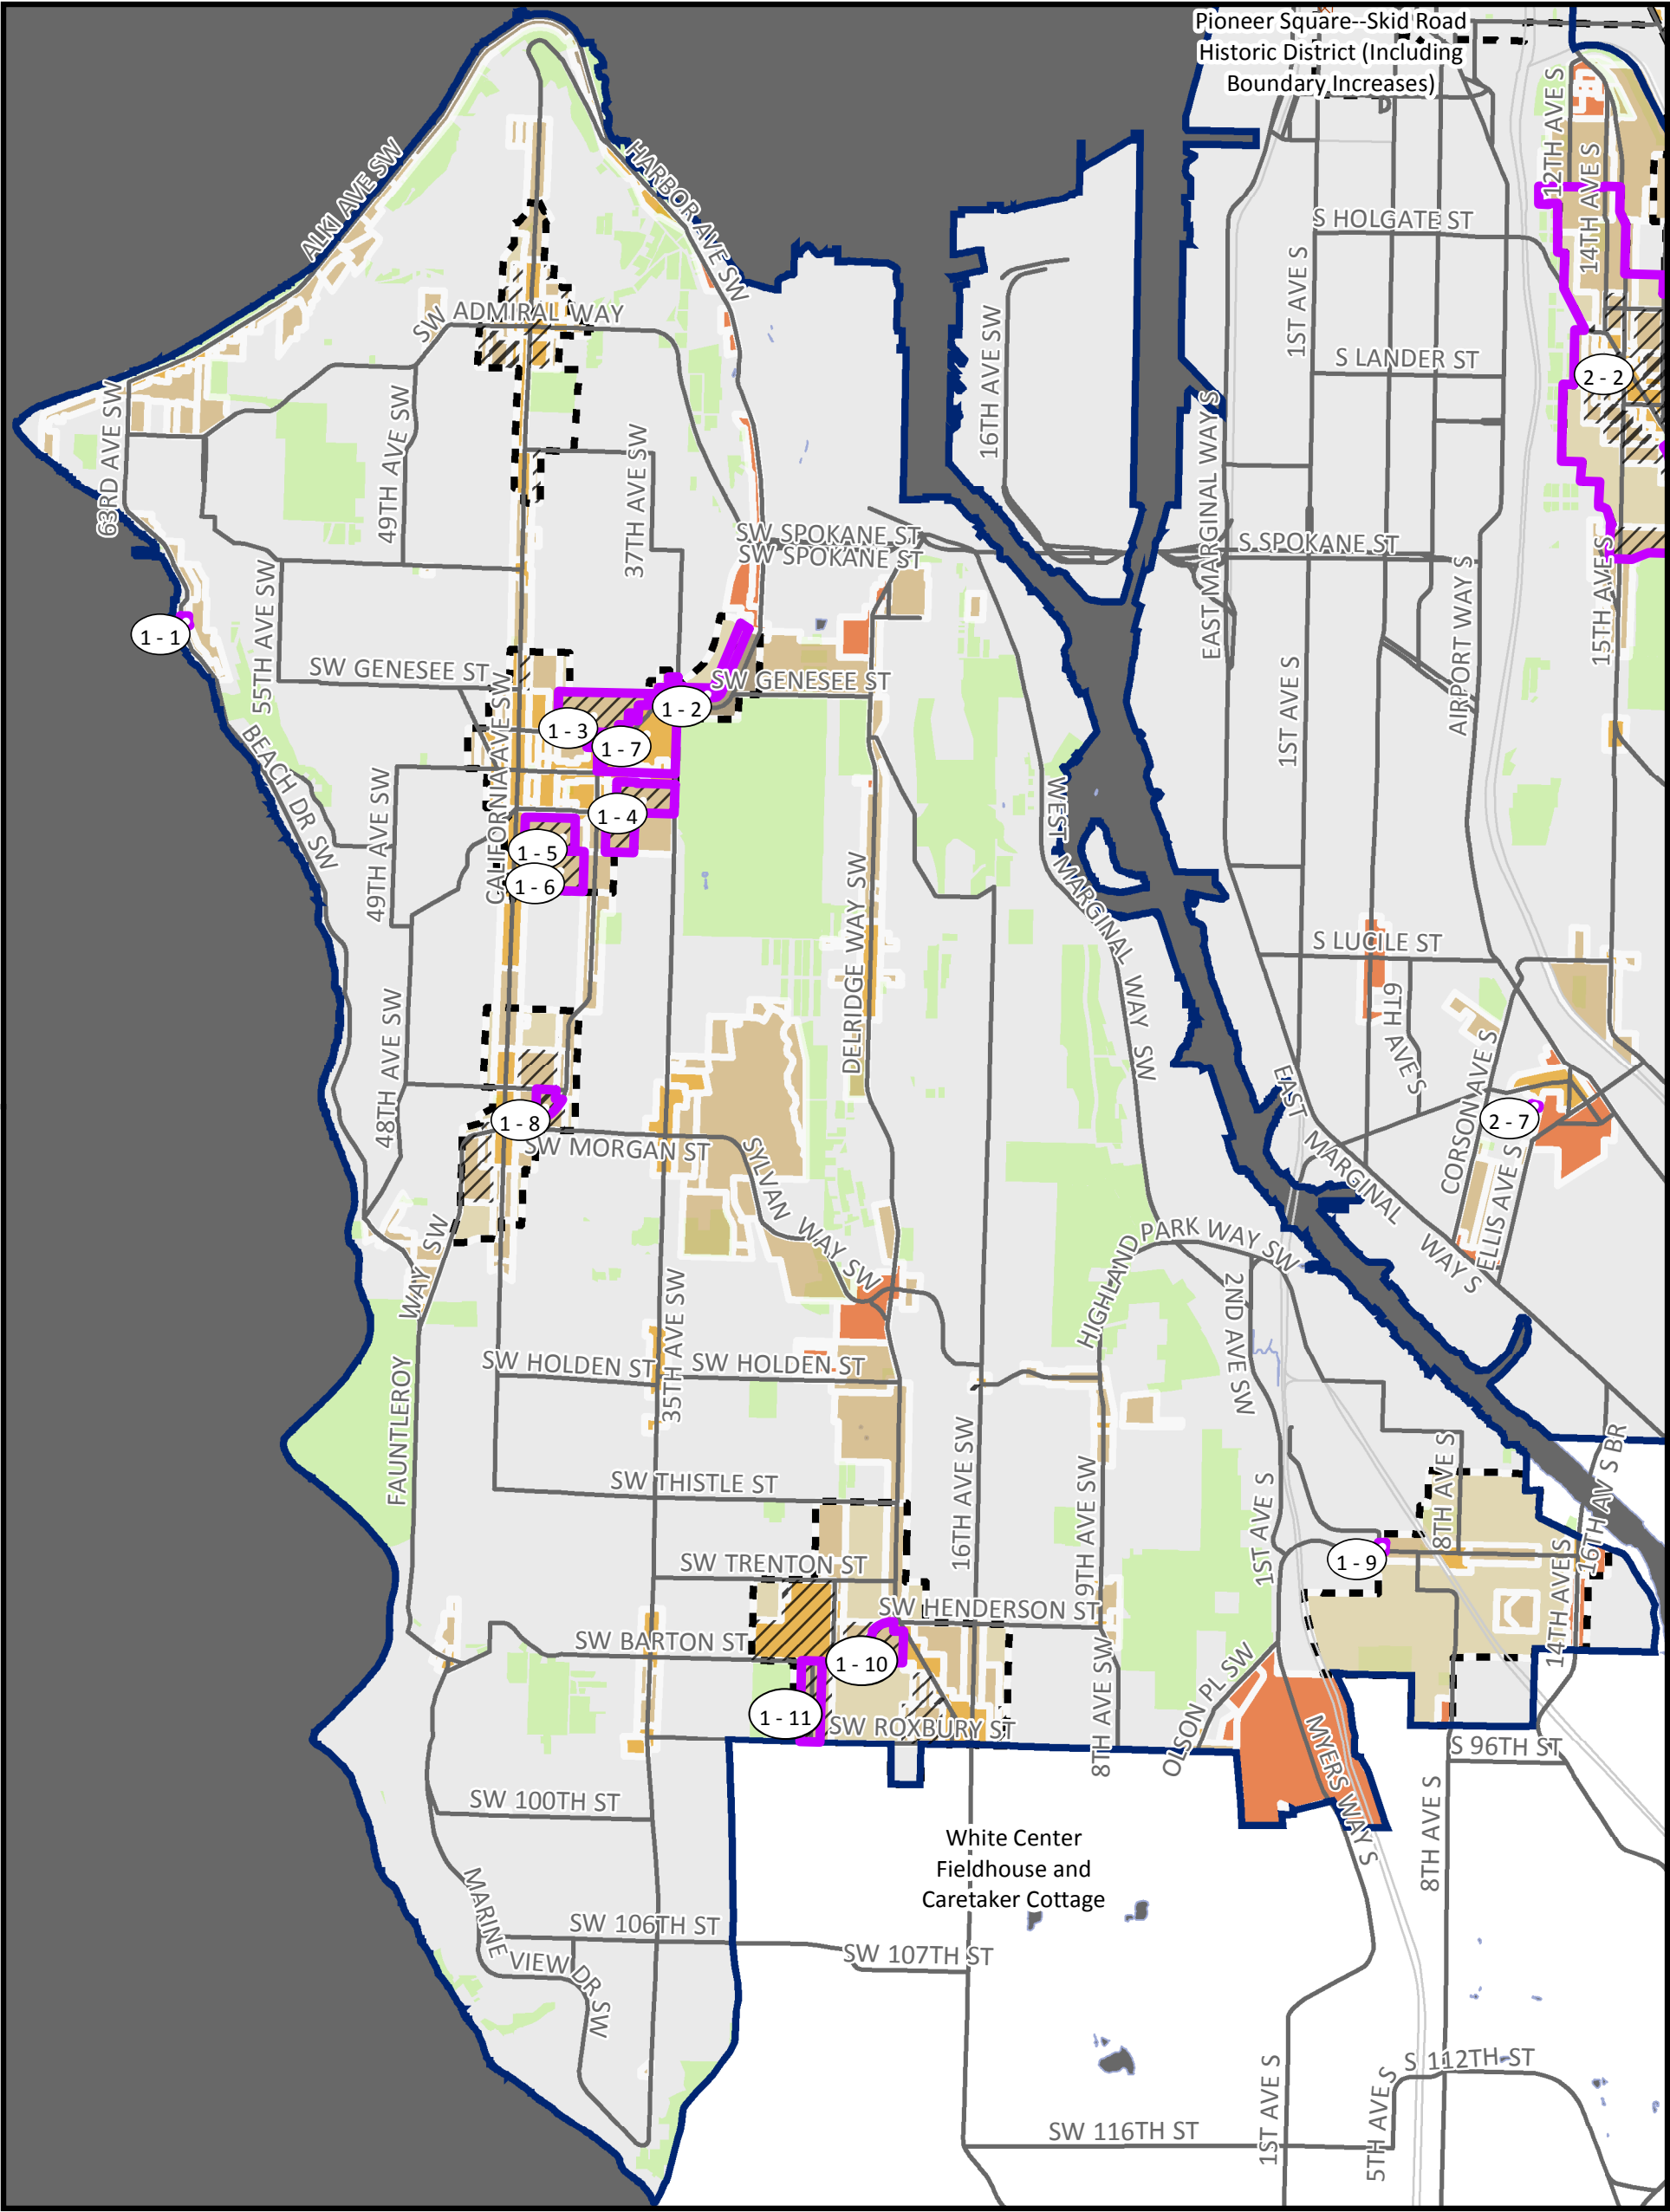 Pioneer Square--Skid Road
Historic District (Including
Boundary Increases)
12TH AVE S
14TH AVE S
ALKI AVE SW
HARBOR AVE SW
S HOLGATE ST
1ST AVE S
SW ADMIRAL WAY
16TH AVE SW
S LANDER ST
2 - 2
63RD AVE SW
49TH AVE SW
37TH AVE SW
EAST MARGINAL WAY S
SW SPOKANE ST
SW SPOKANE ST
S SPOKANE ST
15TH AVE S
AIRPORT WAY S
55TH AVE SW
1 - 1
SW GENESEE ST
SW GENESEE ST
1ST AVE S
1 - 2
1 - 3
1 - 7
CALIFORNIA AVE SW
BEACH DR SW
49TH AVE SW
1 - 4
1 - 5
1 - 6
WEST MARGINAL WAY SW
DELRIDGE WAY SW
S LUCILE ST
6TH AVE S
48TH AVE SW
CORSON AVE S
EAST MARGINAL WAY S
2 - 7
1 - 8
SW MORGAN ST
SYLVAN WAY SW
ELLIS AVE S
HIGHLAND PARK WAY SW
WAY SW
2ND AVE SW
35TH AVE SW
SW HOLDEN ST
SW HOLDEN ST
FAUNTLEROY
16TH AVE SW
9TH AVE SW
1ST AVE S
8TH AVE S
16TH AV S BR
SW THISTLE ST
SW TRENTON ST
1 - 9
14TH AVE S
SW HENDERSON ST
SW BARTON ST
1 - 10
8TH AVE SW
OLSON PL SW
1 - 11
SW ROXBURY ST
MYERS WAY S
S 96TH ST
SW 100TH ST
8TH AVE S
White Center
Fieldhouse and
Caretaker Cottage
MARINE VIEW DR SW
SW 106TH ST
SW 107TH ST
1ST AVE S
5TH AVE S
S 112TH ST
SW 116TH ST